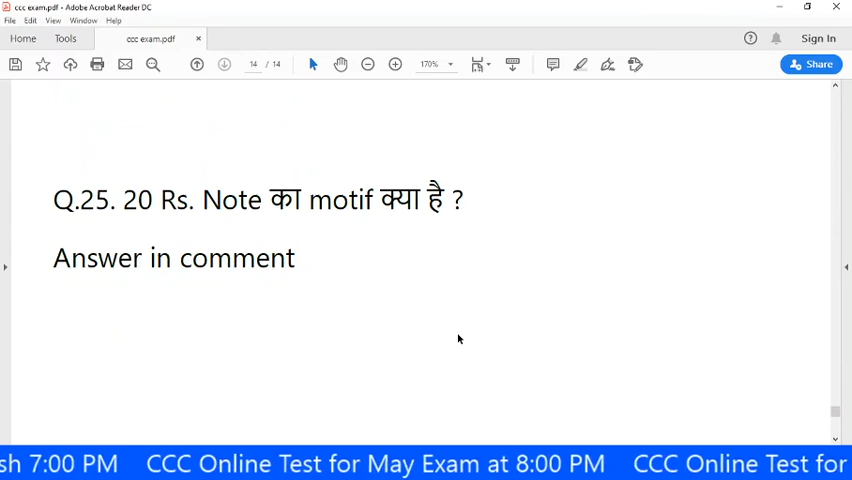 ccc exam.pdf - Adobe Acrobat Reader DC
File Edit View Window Help
Home Tools ccc exam.pdf × Sign In
14 / 14 170% Share
Q.25. 20 Rs. Note का motif क्या है ?
Answer in comment
sh 7:00 PM CCC Online Test for May Exam at 8:00 PM CCC Online Test for